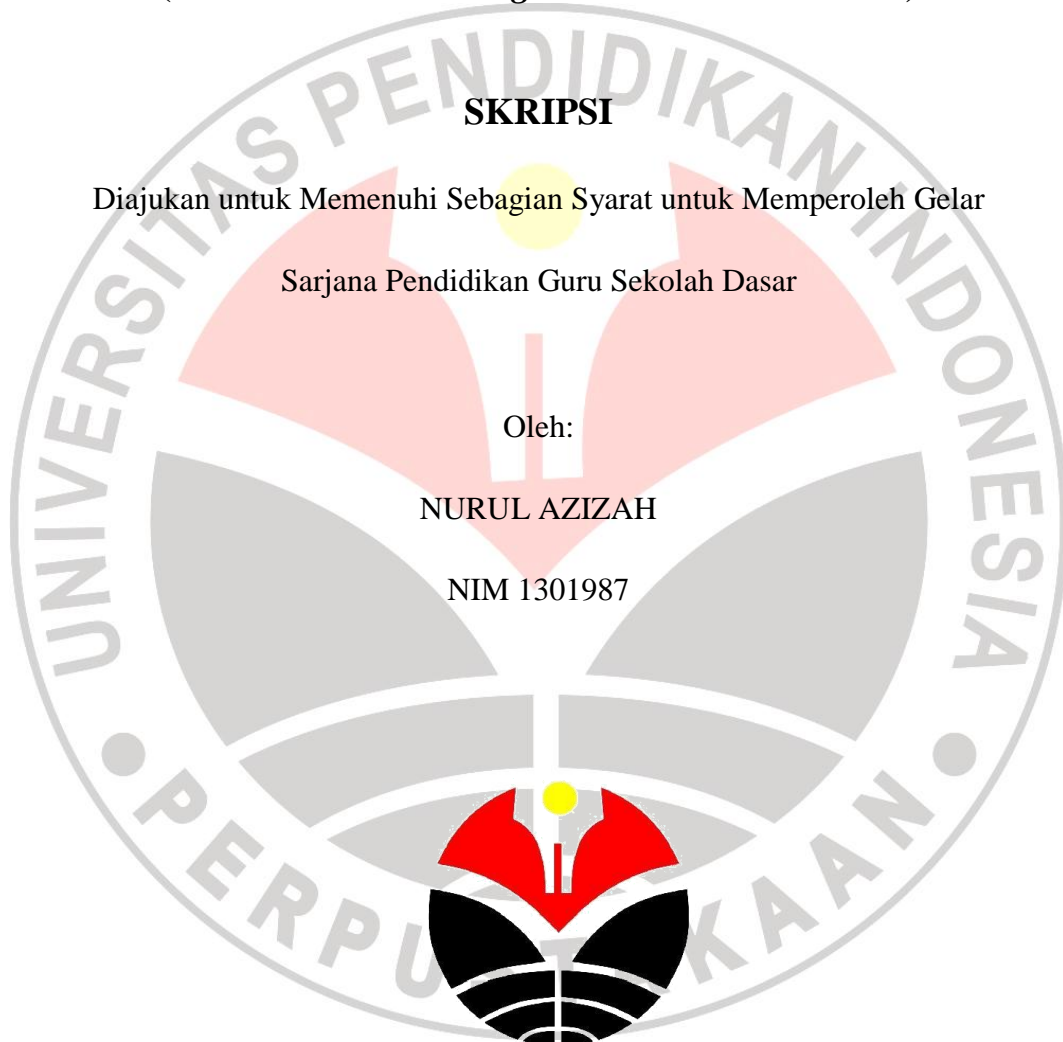 SKRIPSI
Diajukan untuk Memenuhi Sebagian Syarat untuk Memperoleh Gelar
Sarjana Pendidikan Guru Sekolah Dasar
Oleh:
NURUL AZIZAH
NIM 1301987
UNIVERSITAS PENDIDIKAN INDONESIA